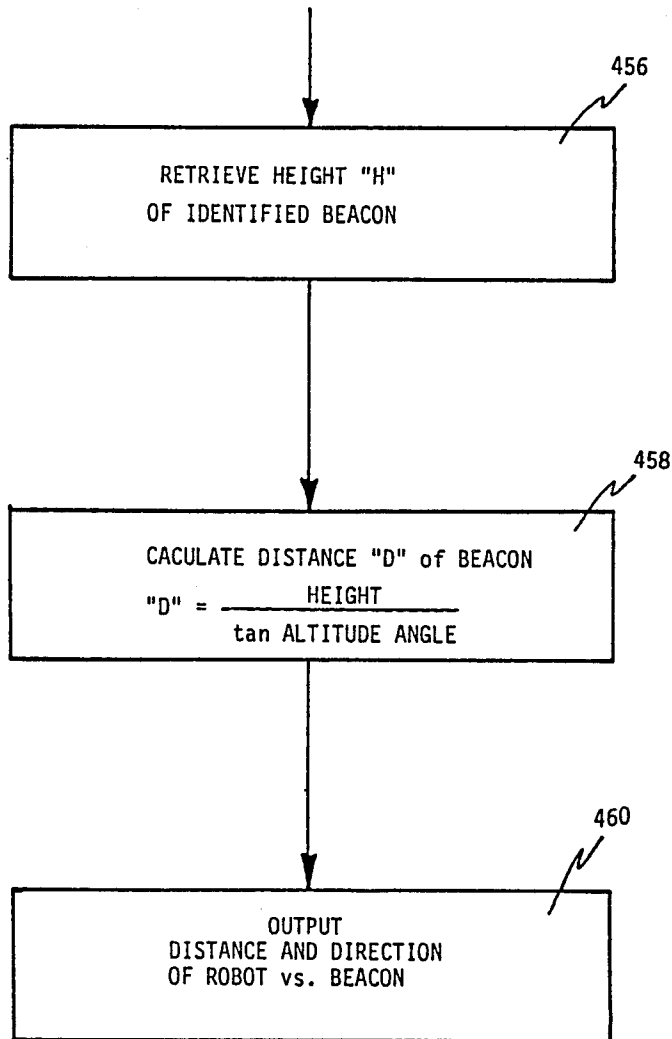 456
RETRIEVE HEIGHT "H"
OF IDENTIFIED BEACON
458
CACULATE DISTANCE "D" of BEACON
"D" = HEIGHT
tan ALTITUDE ANGLE
460
OUTPUT
DISTANCE AND DIRECTION
OF ROBOT vs. BEACON